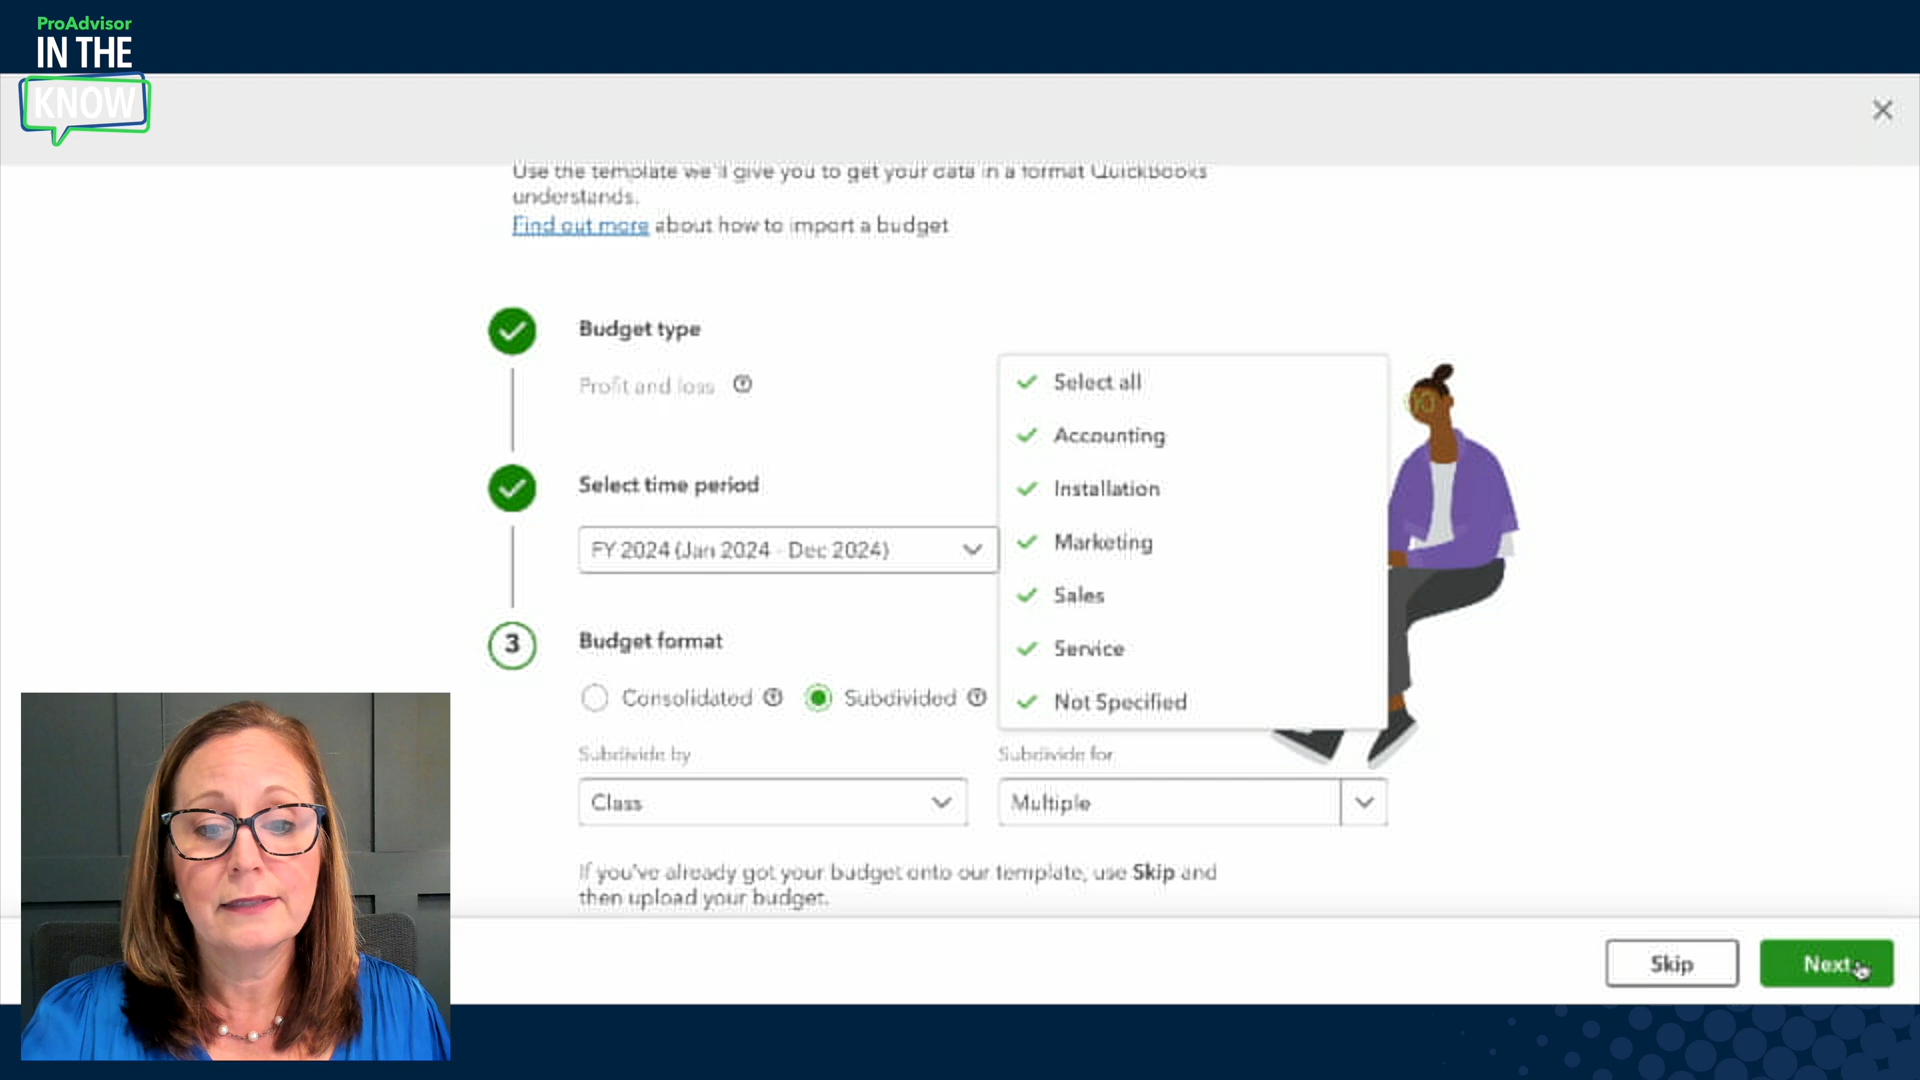 ProAdvisor
IN THE
KNOW
Use the template we'll give you to get your data in a format QuickBooks
understands.
Find out more about how to import a budget
Budget type
Profit and loss
Select all
Accounting
Installation
Marketing
Sales
Service
Not Specified
Select time period
FY 2024 (Jan 2024 - Dec 2024)
3
Budget format
Consolidated
Subdivided
Subdivide by
Subdivide for
Class
Multiple
If you've already got your budget onto our template, use Skip and
then upload your budget.
Skip
Next